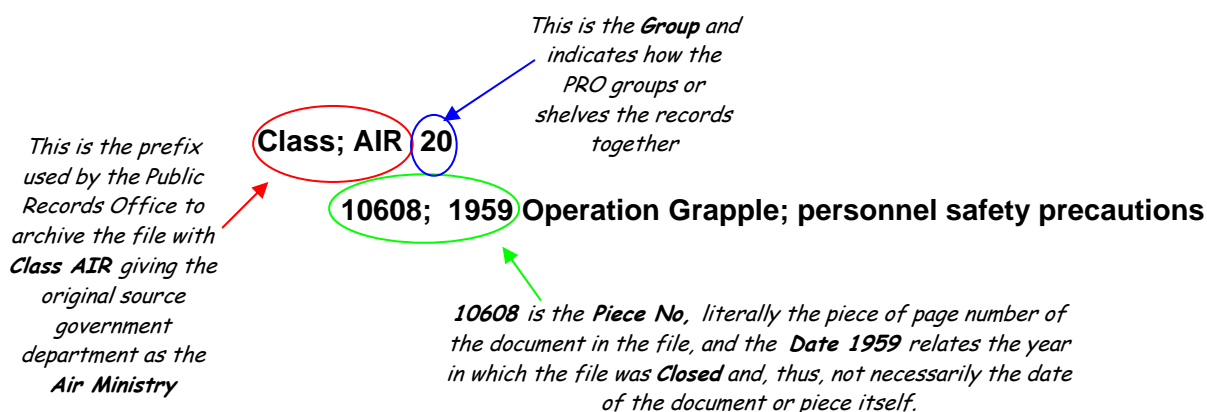 This is the Group and
indicates how the
PRO groups or
shelves the records
together
This is the prefix
used by the Public
Records Office to
archive the file with
Class AIR giving the
original source
government
department as the
Air Ministry
Class; AIR 20
10608; 1959 Operation Grapple; personnel safety precautions
10608 is the Piece No, literally the piece of page number of
the document in the file, and the Date 1959 relates the year
in which the file was Closed and, thus, not necessarily the date
of the document or piece itself.